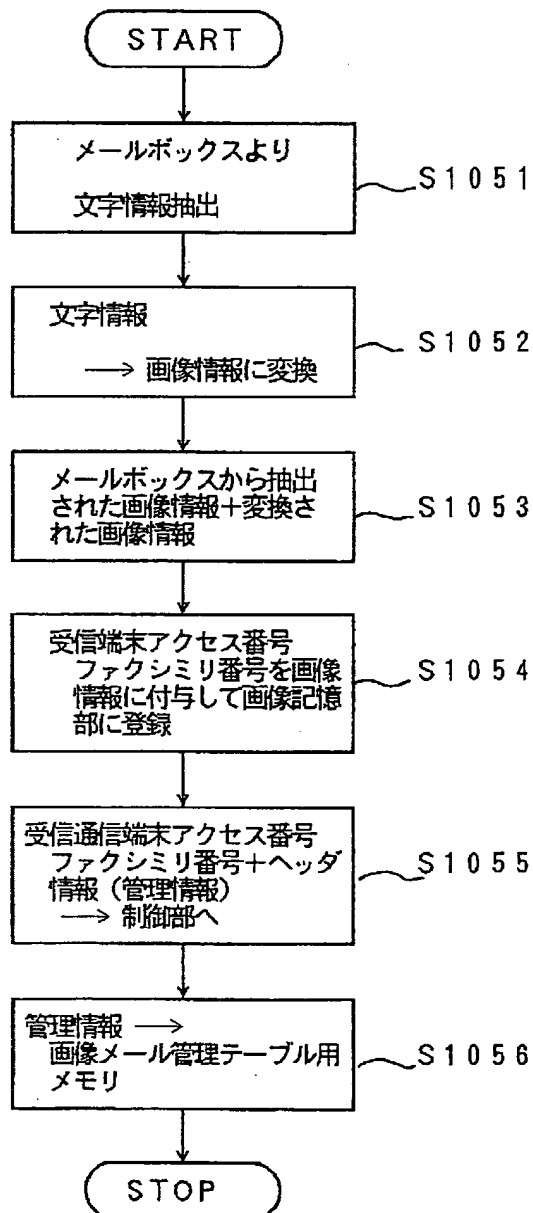 START
メールボックスより
文字情報抽出
S1051
文字情報
→ 画像情報に変換
S1052
メールボックスから抽出
された画像情報+変換さ
れた画像情報
S1053
受信端末アクセス番号
ファクシミリ番号を画像
情報に付与して画像記憶
部に登録
S1054
受信通信端末アクセス番号
ファクシミリ番号+ヘッダ
情報(管理情報)
→ 制御部へ
S1055
管理情報 →
画像メール管理テーブル用
メモリ
S1056
STOP